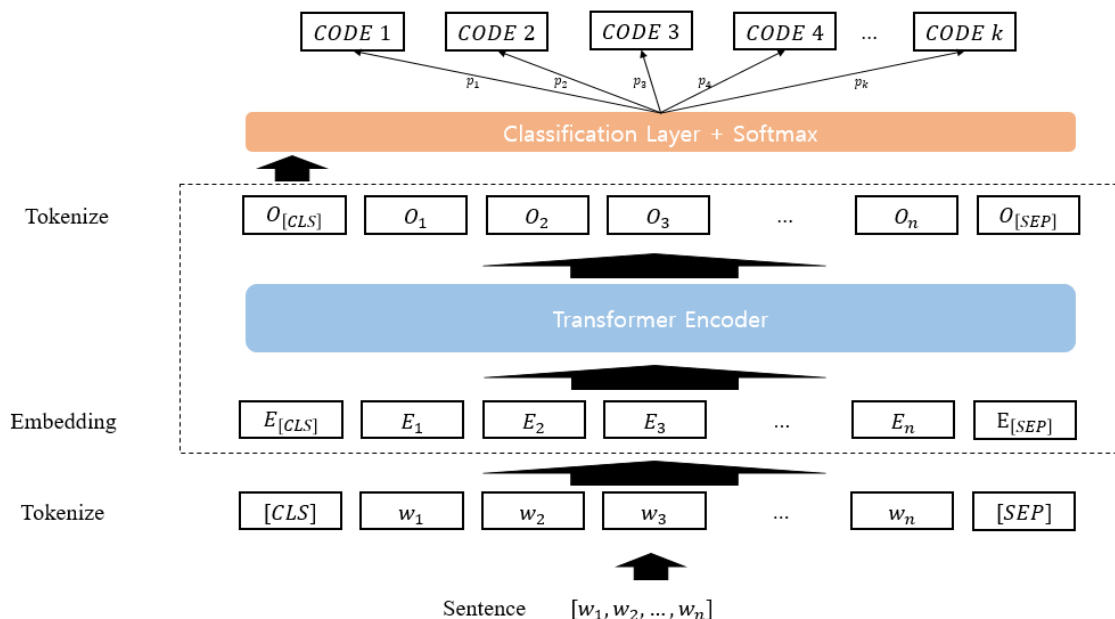 CODE 1 CODE 2 CODE 3 CODE 4 ... CODE k
p₁ p₂ p₃ p₄ pₖ
Classification Layer + Softmax
Tokenize O[CLS] O₁ O₂ O₃ ... Oₙ O[SEP]
Transformer Encoder
Embedding E[CLS] E₁ E₂ E₃ ... Eₙ E[SEP]
Tokenize [CLS] w₁ w₂ w₃ ... wₙ [SEP]
Sentence [w₁, w₂, ..., wₙ]